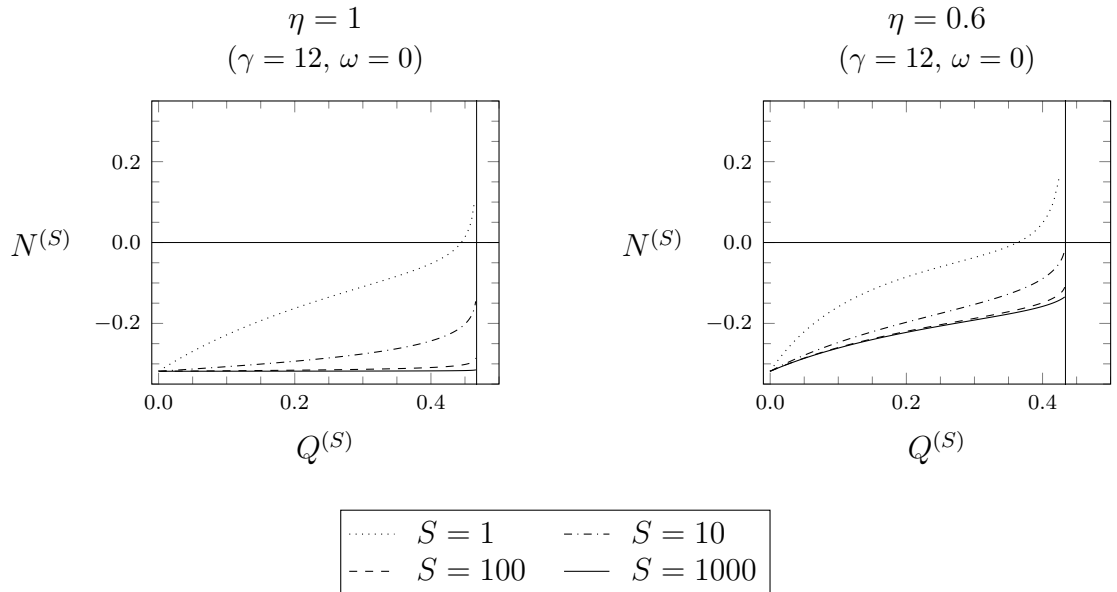 η = 1
(γ = 12, ω = 0)
N^(S)
0.2
0.0
−0.2
0.0 0.2 0.4
Q^(S)
η = 0.6
(γ = 12, ω = 0)
N^(S)
0.2
0.0
−0.2
0.0 0.2 0.4
Q^(S)
S = 1 S = 10
S = 100 S = 1000